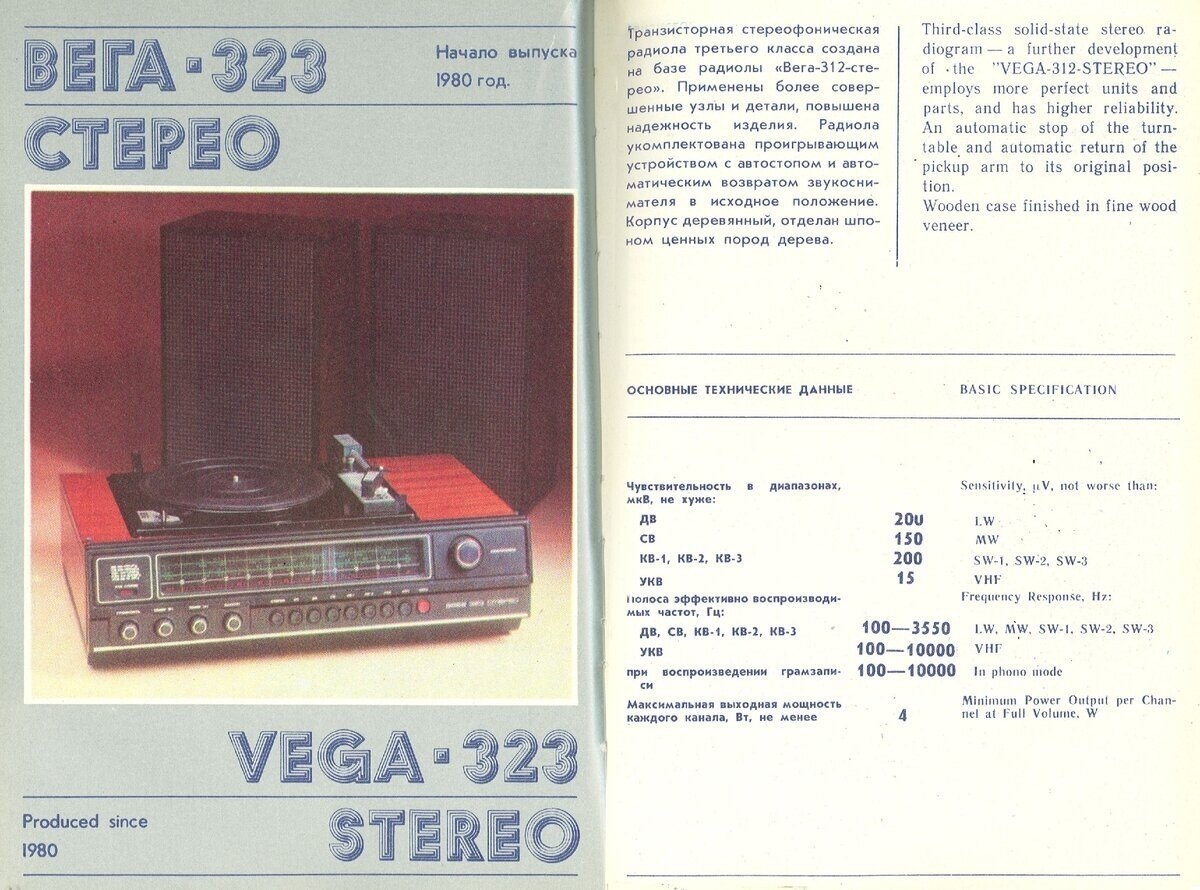 ВЕГА·323
Начало выпуска
1980 год.
СТЕРЕО
VEGA·323
Produced since
1980
STEREO
Транзисторная стереофоническая
радиола третьего класса создана
на базе радиолы «Вега-312-сте-
рео». Применены более совер-
шенные узлы и детали, повышена
надежность изделия. Радиола
укомплектована проигрывающим
устройством с автостопом и авто-
матическим возвратом звукосни-
мателя в исходное положение.
Корпус деревянный, отделан шпо-
ном ценных пород дерева.
Third-class solid-state stereo ra-
diogram — a further development
of the "VEGA-312-STEREO" —
employs more perfect units and
parts, and has higher reliability.
An automatic stop of the turn-
table and automatic return of the
pickup arm to its original posi-
tion.
Wooden case finished in fine wood
veneer.
ОСНОВНЫЕ ТЕХНИЧЕСКИЕ ДАННЫЕ BASIC SPECIFICATION
Чувствительность в диапазонах, Sensitivity, μV, not worse than:
мкВ, не хуже:
ДВ 200 LW
СВ 150 MW
КВ-1, КВ-2, КВ-3 200 SW-1, SW-2, SW-3
УКВ 15 VHF
Полоса эффективно воспроизводи- Frequency Response, Hz:
мых частот, Гц:
ДВ, СВ, КВ-1, КВ-2, КВ-3 100—3550 LW, MW, SW-1, SW-2, SW-3
УКВ 100—10000 VHF
при воспроизведении грамзапи- 100—10000 In phono mode
си
Максимальная выходная мощность Minimum Power Output per Chan-
каждого канала, Вт, не менее 4 nel at Full Volume, W